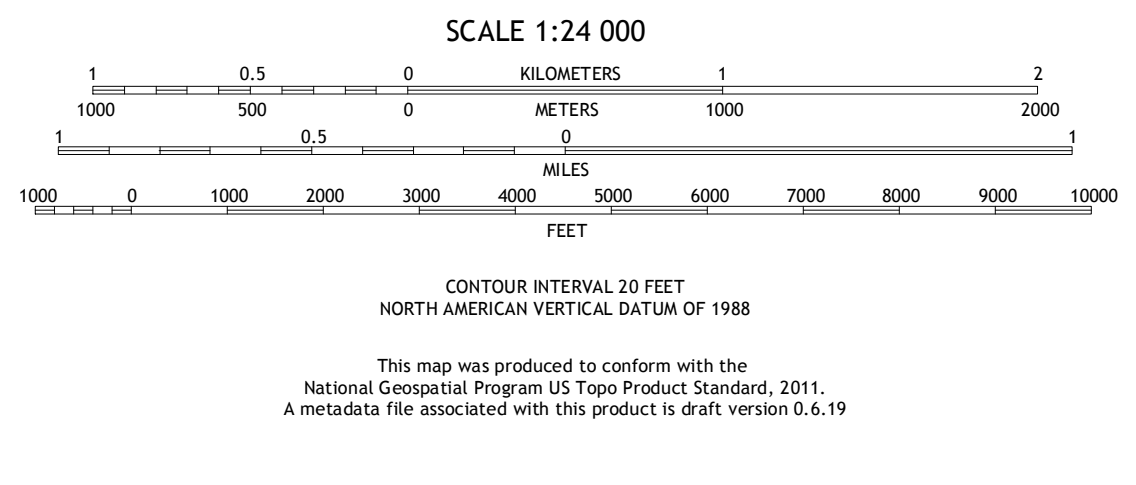 SCALE 1:24 000
1 0.5 0 KILOMETERS 1 2
1000 500 0 METERS 1000 2000
1 0.5 0 1
MILES
1000 0 1000 2000 3000 4000 5000 6000 7000 8000 9000 10000
FEET
CONTOUR INTERVAL 20 FEET
NORTH AMERICAN VERTICAL DATUM OF 1988
This map was produced to conform with the
National Geospatial Program US Topo Product Standard, 2011.
A metadata file associated with this product is draft version 0.6.19